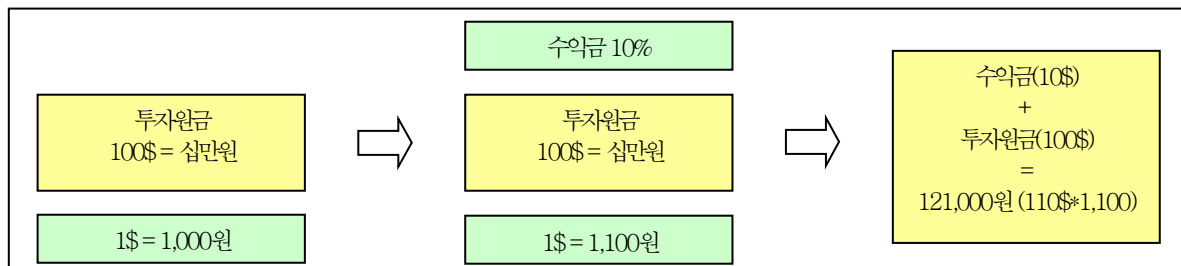 투자원금
100$ = 십만원
1$ = 1,000원
수익금 10%
투자원금
100$ = 십만원
1$ = 1,100원
수익금(10$)
+
투자원금(100$)
=
121,000원 (110$*1,100)